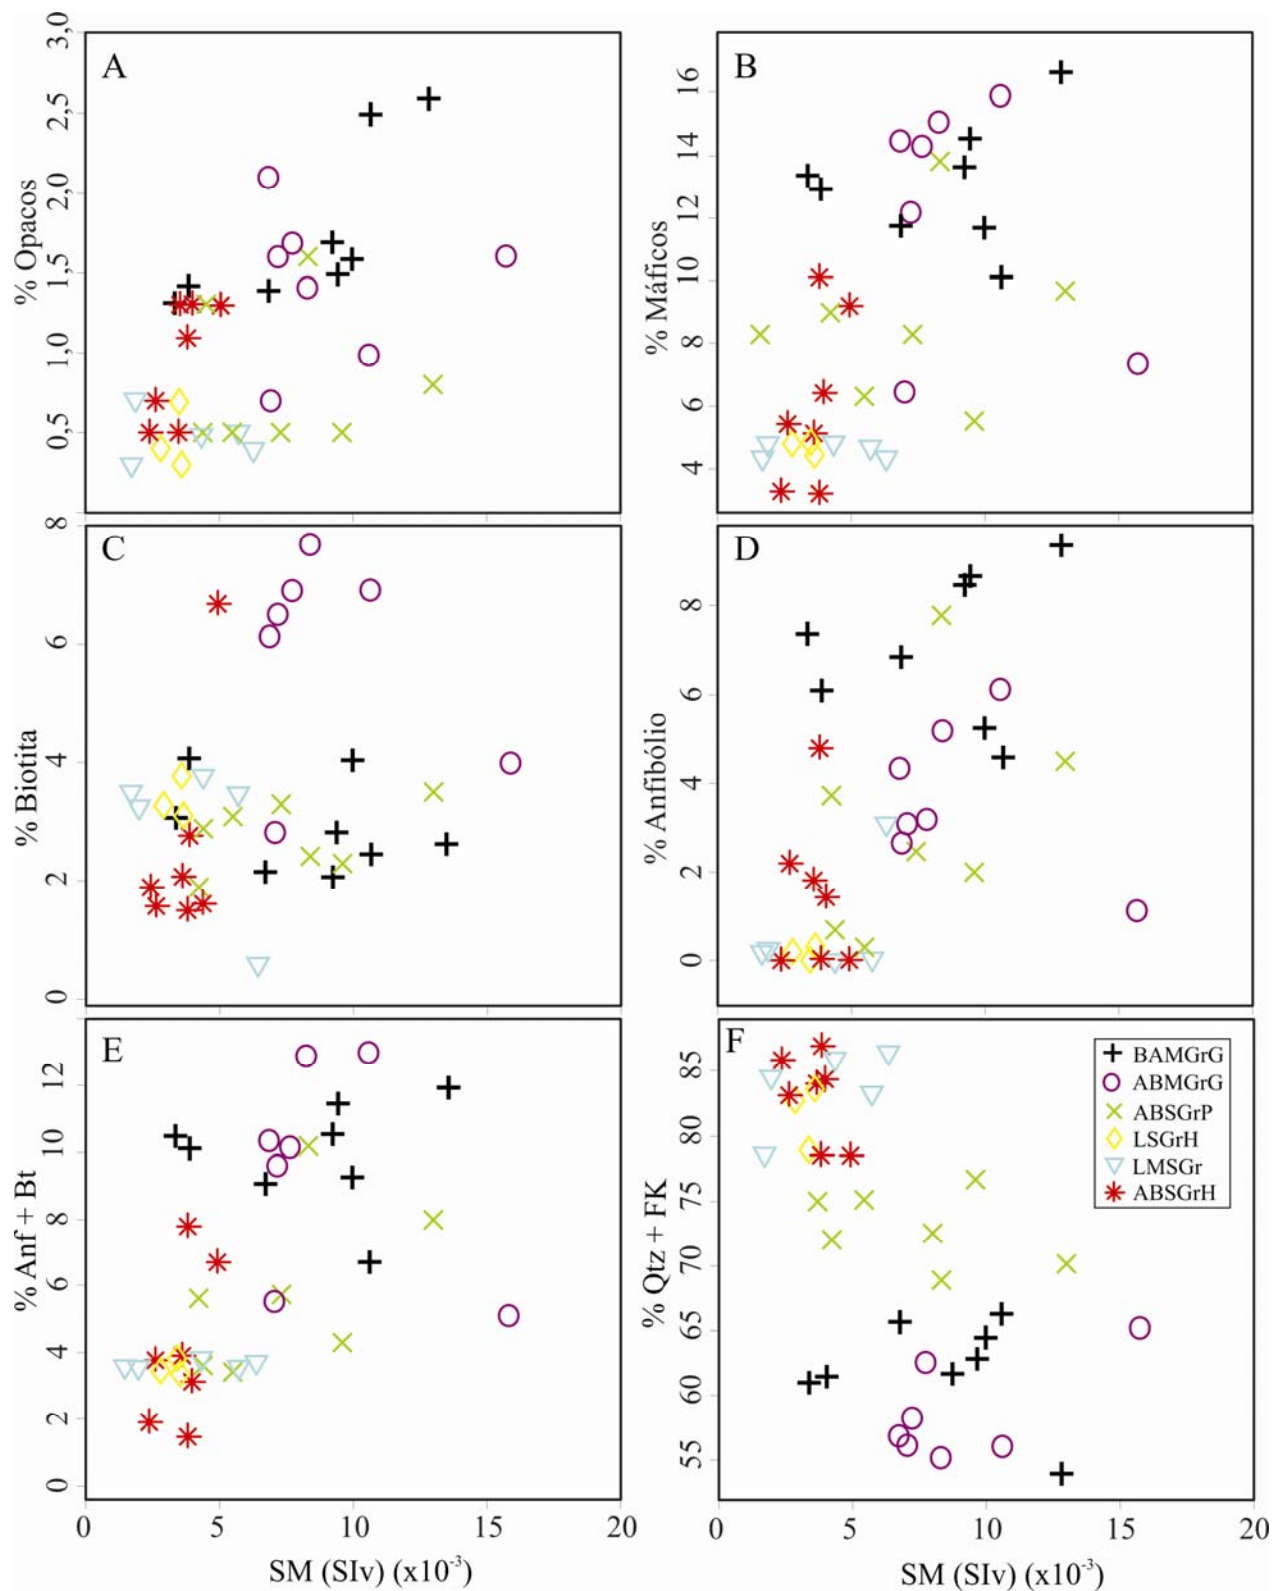 A
% Opacos
3,0
2,5
2,0
1,5
1,0
0,5
B
% Máficos
16
14
12
10
8
6
4
C
% Biotita
8
6
4
2
0
D
% Anfibólio
8
6
4
2
0
E
% Anf + Bt
12
10
8
6
4
2
0
0 5 10 15 20
SM (SIv) (x10⁻³)
F
% Qtz + FK
85
80
75
70
65
60
55
BAMGrG
ABMGrG
ABSGrP
LSGrH
LMSGr
ABSGrH
0 5 10 15 20
SM (SIv) (x10⁻³)